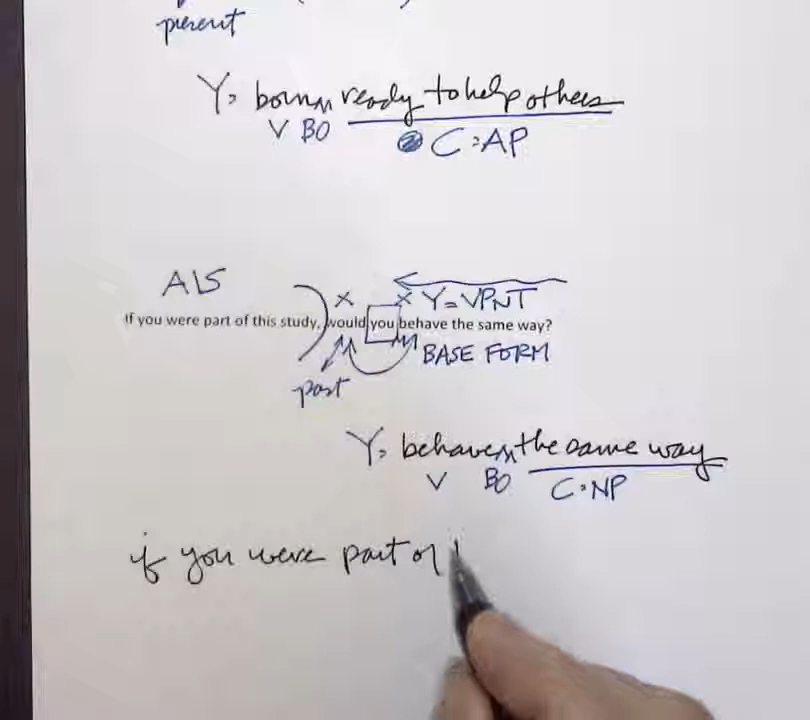 present
Y= born ready to help others
V BO C=AP
AIS
x x Y=VPNT
If you were part of this study, would you behave the same way?
BASE FORM
past
Y= behave the same way
V BO C=NP
if you were part of